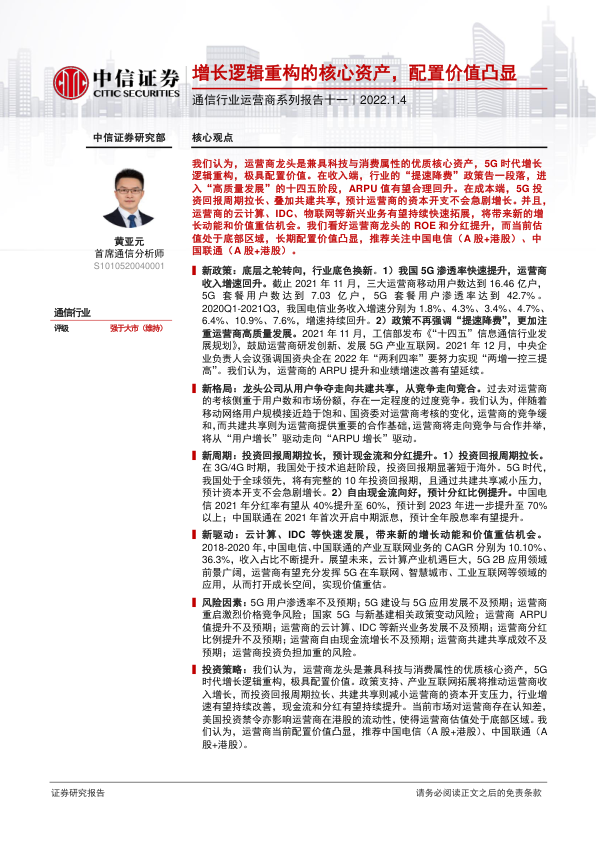 中信证券
CITIC SECURITIES
增长逻辑重构的核心资产，配置价值凸显
通信行业运营商系列报告十一｜2022.1.4
中信证券研究部
核心观点
黄亚元
首席通信分析师
S1010520040001
通信行业
评级 强于大市（维持）
我们认为，运营商龙头是兼具科技与消费属性的优质核心资产，5G 时代增长
逻辑重构，极具配置价值。在收入端，行业的“提速降费”政策告一段落，进
入“高质量发展”的十四五阶段，ARPU 值有望合理回升。在成本端，5G 投
资回报周期拉长、叠加共建共享，预计运营商的资本开支不会急剧增长。并且，
运营商的云计算、IDC、物联网等新兴业务有望持续快速拓展，将带来新的增
长动能和价值重估机会。我们看好运营商龙头的 ROE 和分红提升，而当前估
值处于底部区域，长期配置价值凸显，推荐关注中国电信（A 股+港股）、中
国联通（A 股+港股）。
新政策：底层之轮转向，行业底色换新。1）我国 5G 渗透率快速提升，运营商
收入增速回升。截止 2021 年 11 月，三大运营商移动用户数达到 16.46 亿户，
5G 套餐用户数达到 7.03 亿户，5G 套餐用户渗透率达到 42.7%。
2020Q1-2021Q3，我国电信业务收入增速分别为 1.8%、4.3%、3.4%、4.7%、
6.4%、10.9%、7.6%，增速持续回升。2）政策不再强调“提速降费”，更加注
重运营商高质量发展。2021 年 11 月，工信部发布《“十四五”信息通信行业发
展规划》，鼓励运营商研发创新、发展 5G 产业互联网。2021 年 12 月，中央企
业负责人会议强调国资央企在 2022 年“两利四率”要努力实现“两增一控三提
高”。我们认为，运营商的 ARPU 提升和业绩增速改善有望延续。
新格局：龙头公司从用户争夺走向共建共享，从竞争走向竞合。过去对运营商
的考核侧重于用户数和市场份额，存在一定程度的过度竞争。我们认为，伴随着
移动网络用户规模接近趋于饱和、国资委对运营商考核的变化，运营商的竞争缓
和，而共建共享则为运营商提供重要的合作基础，运营商将走向竞争与合作并举，
将从“用户增长”驱动走向“ARPU 增长”驱动。
新周期：投资回报周期拉长，预计现金流和分红提升。1）投资回报周期拉长。
在 3G/4G 时期，我国处于技术追赶阶段，投资回报期显著短于海外。5G 时代，
我国处于全球领先，将有完整的 10 年投资回报期，且通过共建共享减小压力，
预计资本开支不会急剧增长。2）自由现金流向好，预计分红比例提升。中国电
信 2021 年分红率有望从 40%提升至 60%，预计到 2023 年进一步提升至 70%
以上；中国联通在 2021 年首次开启中期派息，预计全年股息率有望提升。
新驱动：云计算、IDC 等快速发展，带来新的增长动能和价值重估机会。
2018-2020 年，中国电信、中国联通的产业互联网业务的 CAGR 分别为 10.10%、
36.3%，收入占比不断提升。展望未来，云计算产业机遇巨大，5G 2B 应用领域
前景广阔，运营商有望充分发挥 5G 在车联网、智慧城市、工业互联网等领域的
应用，从而打开成长空间，实现价值重估。
风险因素：5G 用户渗透率不及预期；5G 建设与 5G 应用发展不及预期；运营商
重启激烈价格竞争风险；国家 5G 与新基建相关政策变动风险；运营商 ARPU
值提升不及预期；运营商的云计算、IDC 等新兴业务发展不及预期；运营商分红
比例提升不及预期；运营商自由现金流增长不及预期；运营商共建共享成效不及
预期；运营商投资负担加重的风险。
投资策略：我们认为，运营商龙头是兼具科技与消费属性的优质核心资产，5G
时代增长逻辑重构，极具配置价值。政策支持、产业互联网拓展将推动运营商收
入增长，而投资回报周期拉长、共建共享则减小运营商的资本开支压力，行业增
速有望持续改善，现金流和分红有望持续提升。当前市场对运营商存在认知差，
美国投资禁令亦影响运营商在港股的流动性，使得运营商估值处于底部区域。我
们认为，运营商当前配置价值凸显，推荐中国电信（A 股+港股）、中国联通（A
股+港股）。
证券研究报告
请务必阅读正文之后的免责条款